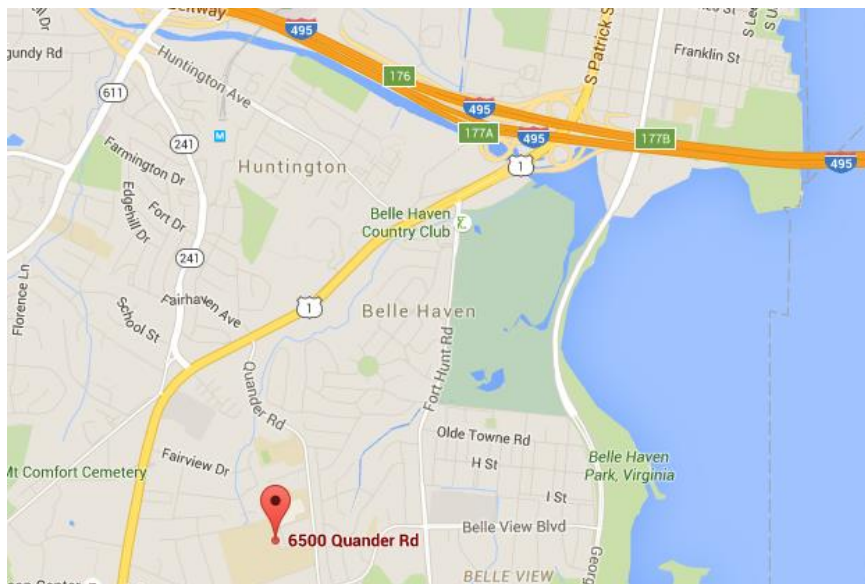 Beltway
495
S Patrick St
Franklin St
gundy Rd
Huntington Ave
176
611
495
177A
495
177B
495
241
M
Farmington Dr
Huntington
1
Edgehill Dr
Fort Dr
Belle Haven
Country Club
241
Florence Ln
Fairhaven Ave
1
Belle Haven
School St
Fort Hunt Rd
Quander Rd
Olde Towne Rd
Fairview Dr
H St
Belle Haven
Park, Virginia
Mt Comfort Cemetery
I St
6500 Quander Rd
Belle View Blvd
Georg
BELLE VIEW